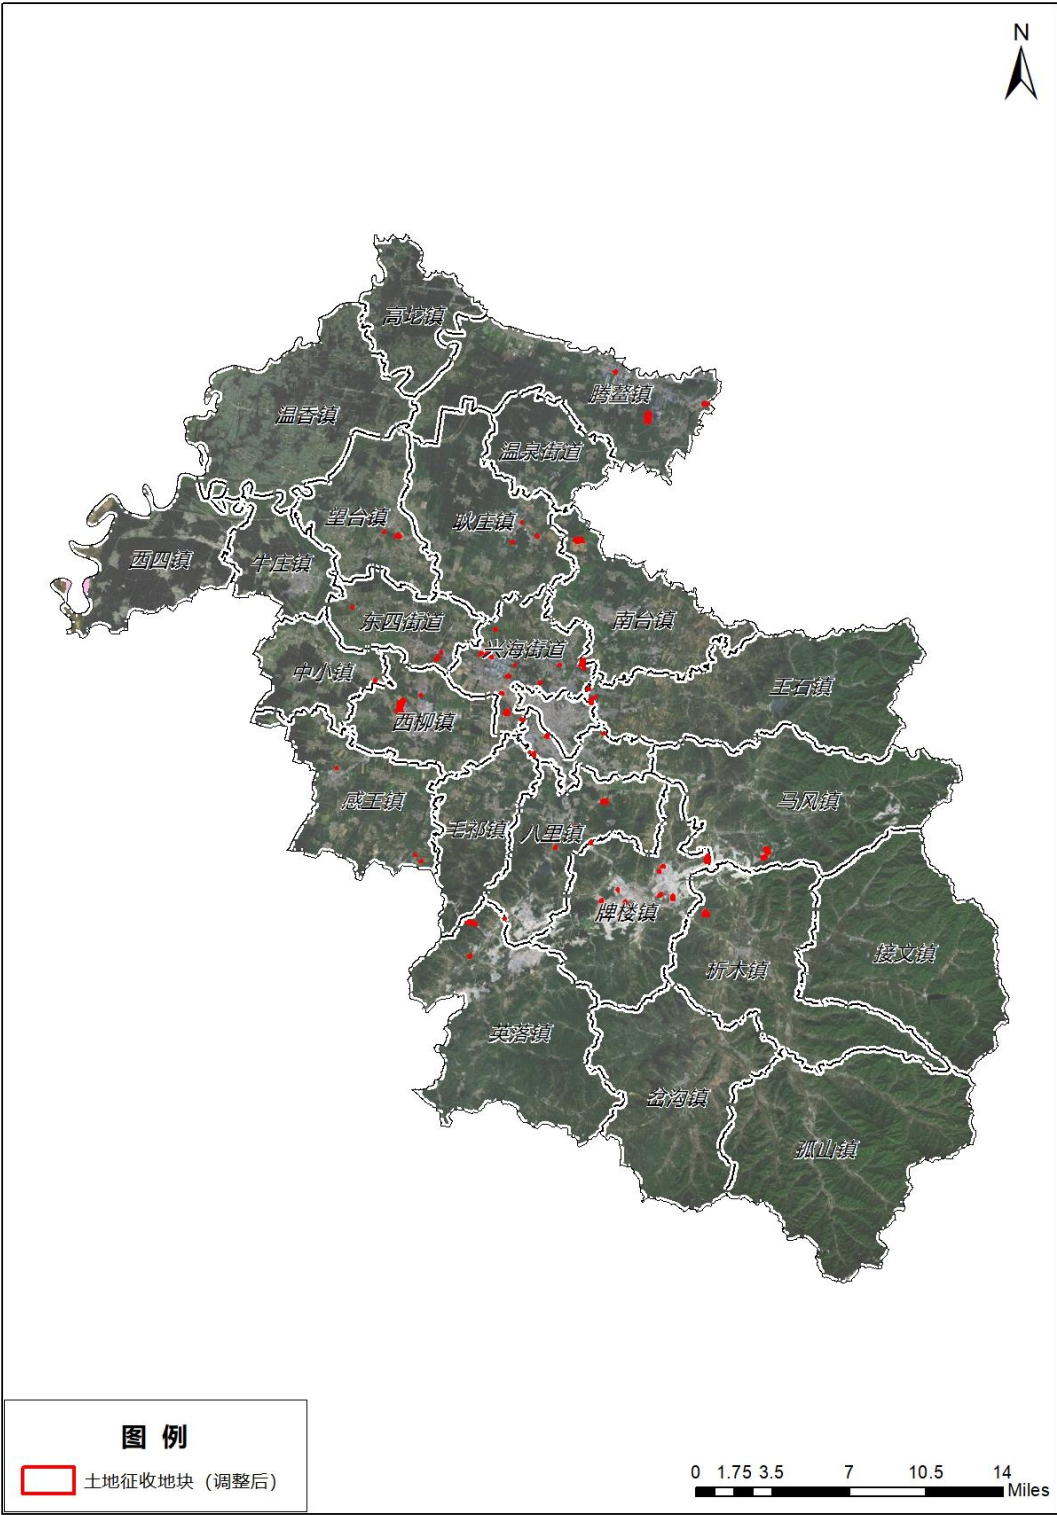 N
高坨镇
腾鳌镇
温香镇
温泉街道
望台镇
耿庄镇
西四镇
牛庄镇
东四街道
南台镇
兴海街道
中小镇
王石镇
西柳镇
感王镇
马风镇
毛祁镇
八里镇
牌楼镇
接文镇
析木镇
英落镇
岔沟镇
孤山镇
图 例
土地征收地块（调整后）
0 1.75 3.5 7 10.5 14
Miles